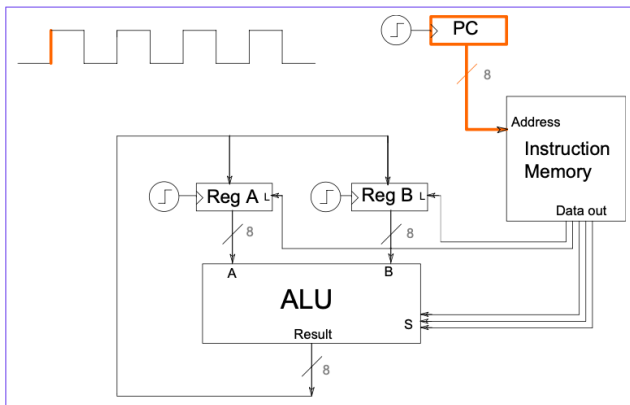 PC
8
Address
Instruction
Memory
Data out
Reg A L
Reg B L
8
8
A
B
ALU
S
Result
8